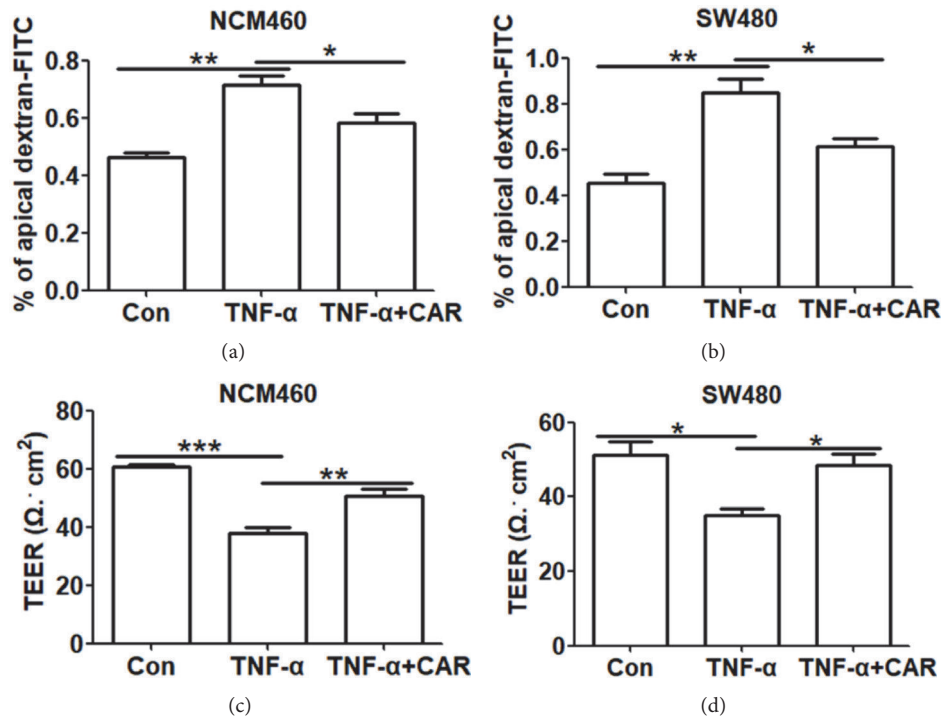 NCM460
% of apical dextran-FITC
0.8
0.6
0.4
0.2
0.0
**
*
Con
TNF-α
TNF-α+CAR
(a)
SW480
% of apical dextran-FITC
1.0
0.8
0.6
0.4
0.2
0.0
**
*
Con
TNF-α
TNF-α+CAR
(b)
NCM460
TEER (Ω.· cm²)
80
60
40
20
0
***
**
Con
TNF-α
TNF-α+CAR
(c)
SW480
TEER (Ω.· cm²)
60
40
20
0
*
*
Con
TNF-α
TNF-α+CAR
(d)